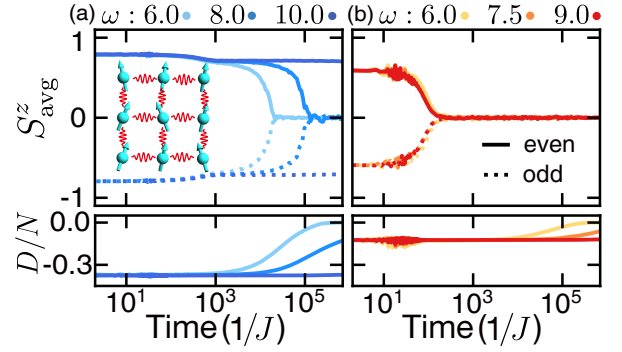 (a) ω : 6.0 8.0 10.0
(b) ω : 6.0 7.5 9.0
S^z_avg
1
0
-1
even
odd
D/N
0.0
-0.3
10^1 10^3 10^5
10^1 10^3 10^5
Time(1/J)
Time(1/J)